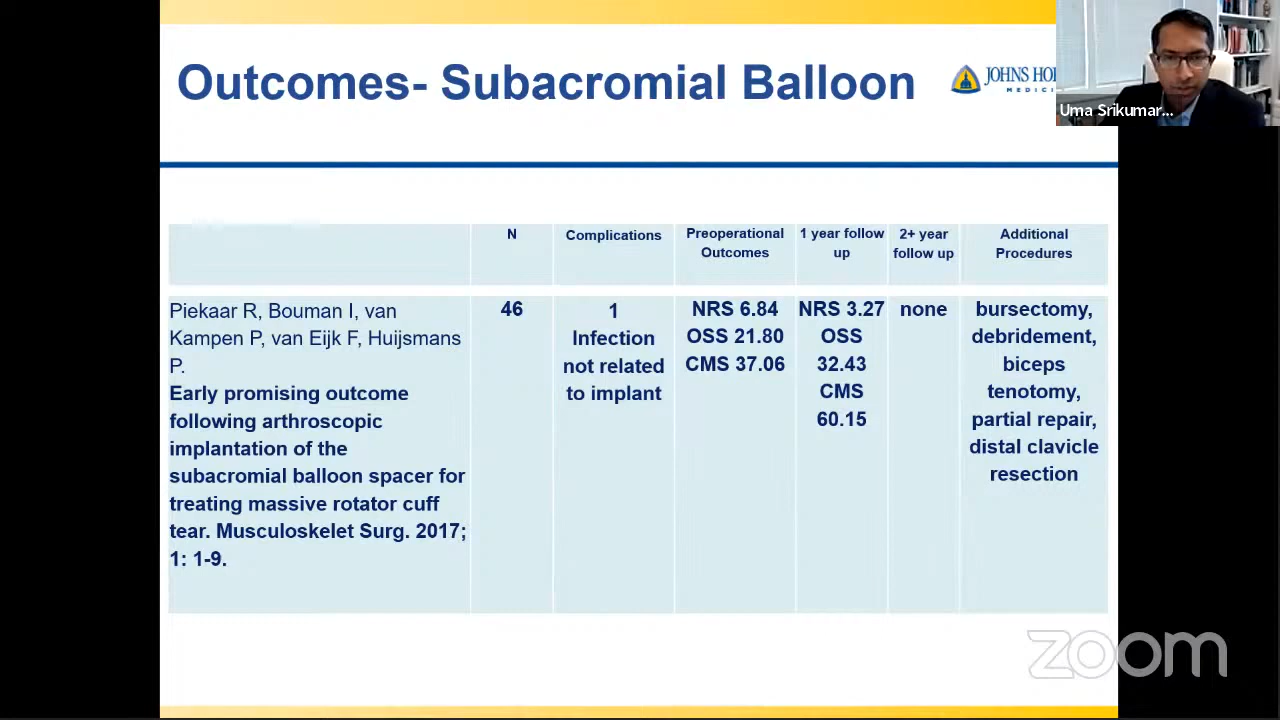 Outcomes- Subacromial Balloon
JOHNS HO
MEDICI
Uma Srikumar...
N
Complications
Preoperational
Outcomes
1 year follow
up
2+ year
follow up
Additional
Procedures
Piekaar R, Bouman I, van
Kampen P, van Eijk F, Huijsmans
P.
Early promising outcome
following arthroscopic
implantation of the
subacromial balloon spacer for
treating massive rotator cuff
tear. Musculoskelet Surg. 2017;
1: 1-9.
46
1
Infection
not related
to implant
NRS 6.84
OSS 21.80
CMS 37.06
NRS 3.27
OSS
32.43
CMS
60.15
none
bursectomy,
debridement,
biceps
tenotomy,
partial repair,
distal clavicle
resection
zoom